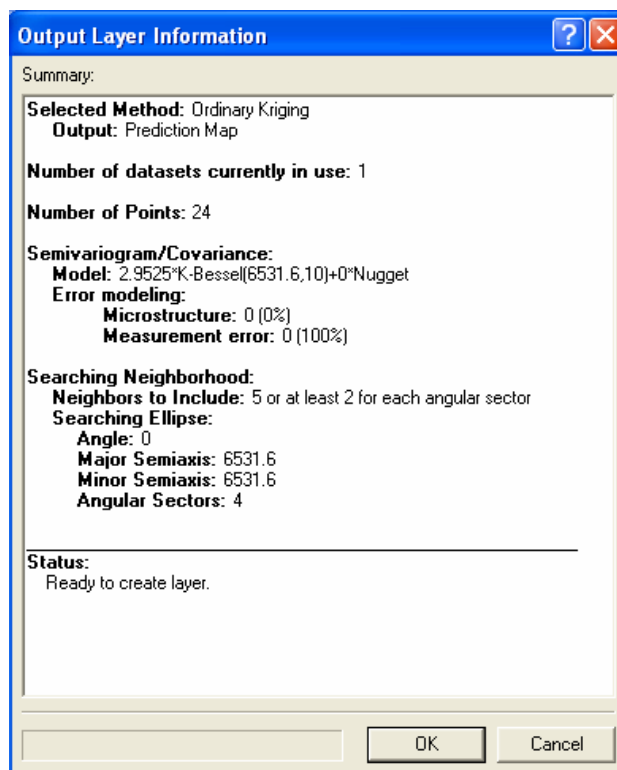 Output Layer Information
Summary:
Selected Method: Ordinary Kriging
Output: Prediction Map
Number of datasets currently in use: 1
Number of Points: 24
Semivariogram/Covariance:
Model: 2.9525*K-Bessel(6531.6,10)+0*Nugget
Error modeling:
Microstructure: 0 (0%)
Measurement error: 0 (100%)
Searching Neighborhood:
Neighbors to Include: 5 or at least 2 for each angular sector
Searching Ellipse:
Angle: 0
Major Semiaxis: 6531.6
Minor Semiaxis: 6531.6
Angular Sectors: 4
Status:
Ready to create layer.
OK Cancel